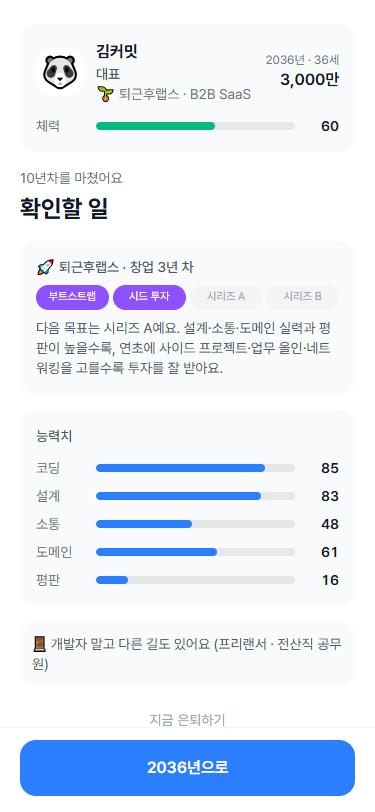 김커밋
대표
🌱 퇴근후랩스 · B2B SaaS
2036년 · 36세
3,000만
체력 60
10년차를 마쳤어요
확인할 일
🚀 퇴근후랩스 · 창업 3년 차
부트스트랩 시드 투자 시리즈 A 시리즈 B
다음 목표는 시리즈 A예요. 설계·소통·도메인 실력과 평
판이 높을수록, 연초에 사이드 프로젝트·업무 올인·네트
워킹을 고를수록 투자를 잘 받아요.
능력치
코딩 85
설계 83
소통 48
도메인 61
평판 16
🚪 개발자 말고 다른 길도 있어요 (프리랜서 · 전산직 공무
원)
지금 은퇴하기
2036년으로